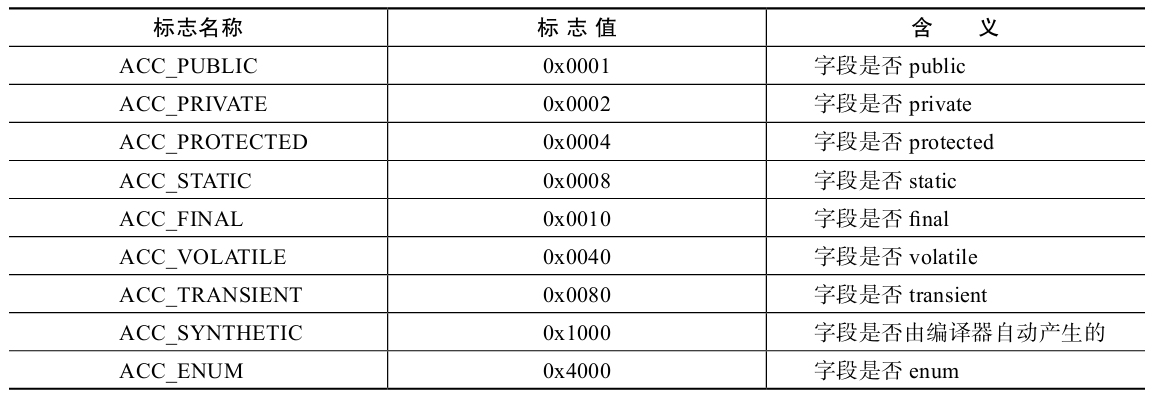 标志名称 标志值 含义
ACC_PUBLIC 0x0001 字段是否 public
ACC_PRIVATE 0x0002 字段是否 private
ACC_PROTECTED 0x0004 字段是否 protected
ACC_STATIC 0x0008 字段是否 static
ACC_FINAL 0x0010 字段是否 final
ACC_VOLATILE 0x0040 字段是否 volatile
ACC_TRANSIENT 0x0080 字段是否 transient
ACC_SYNTHETIC 0x1000 字段是否由编译器自动产生的
ACC_ENUM 0x4000 字段是否 enum